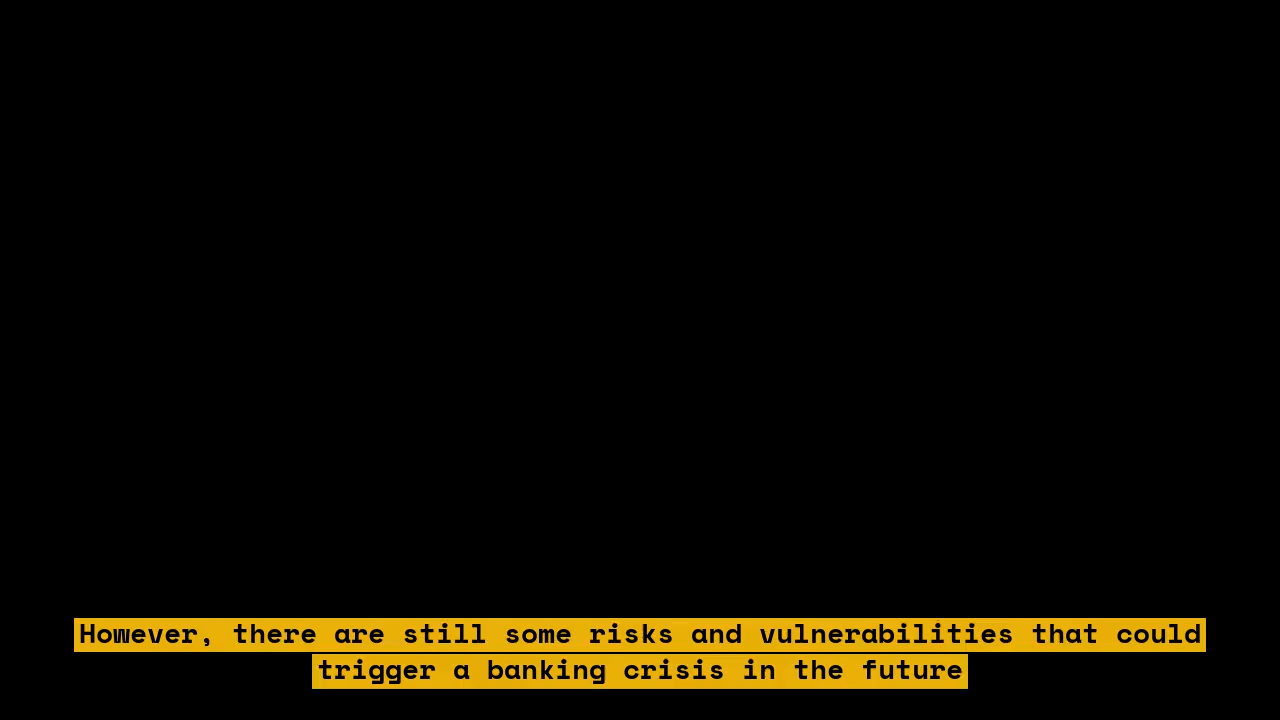 However, there are still some risks and vulnerabilities that could
trigger a banking crisis in the future